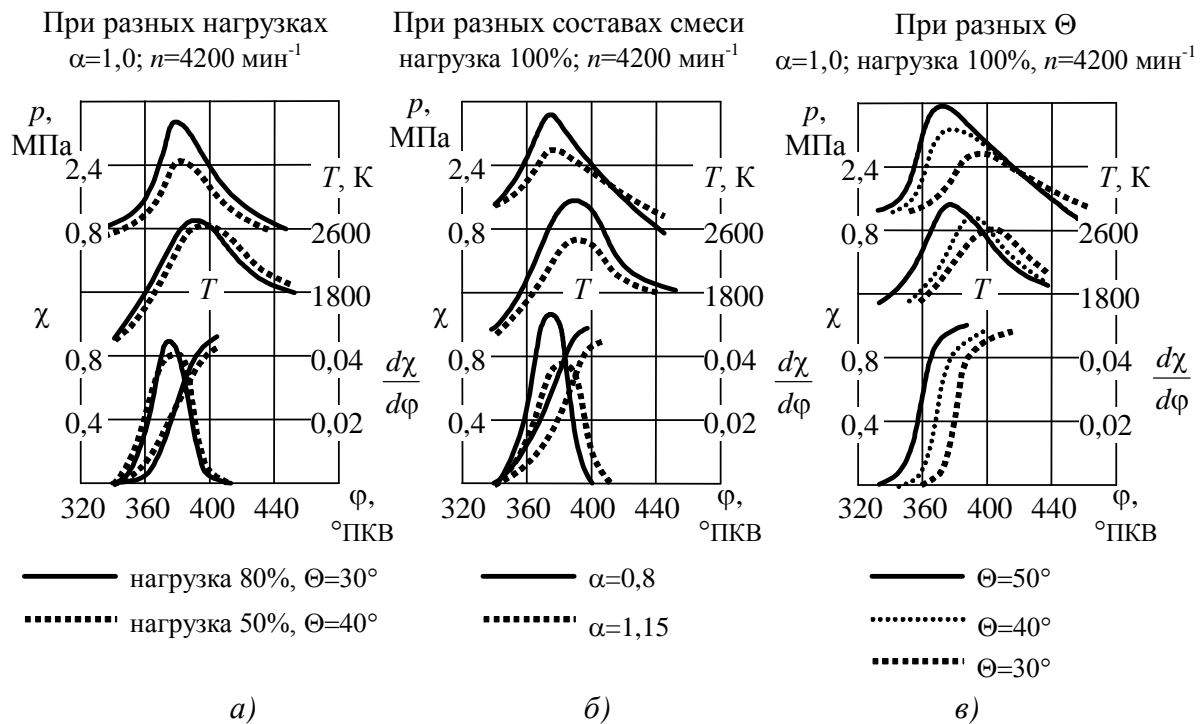 При разных нагрузках
α=1,0; n=4200 мин⁻¹
p,
МПа
2,4
T, К
0,8
2600
T
1800
χ
0,8
0,04
dχ
dφ
0,4
0,02
φ,
320 360 400 440
°ПКВ
нагрузка 80%, Θ=30°
нагрузка 50%, Θ=40°
а)
При разных составах смеси
нагрузка 100%; n=4200 мин⁻¹
p,
МПа
2,4
T, К
0,8
2600
T
1800
χ
0,8
0,04
dχ
dφ
0,4
0,02
φ,
320 360 400 440
°ПКВ
α=0,8
α=1,15
б)
При разных Θ
α=1,0; нагрузка 100%, n=4200 мин⁻¹
p,
МПа
2,4
T, К
0,8
2600
T
1800
χ
0,8
0,04
dχ
dφ
0,4
0,02
φ,
320 360 400 440
°ПКВ
Θ=50°
Θ=40°
Θ=30°
в)